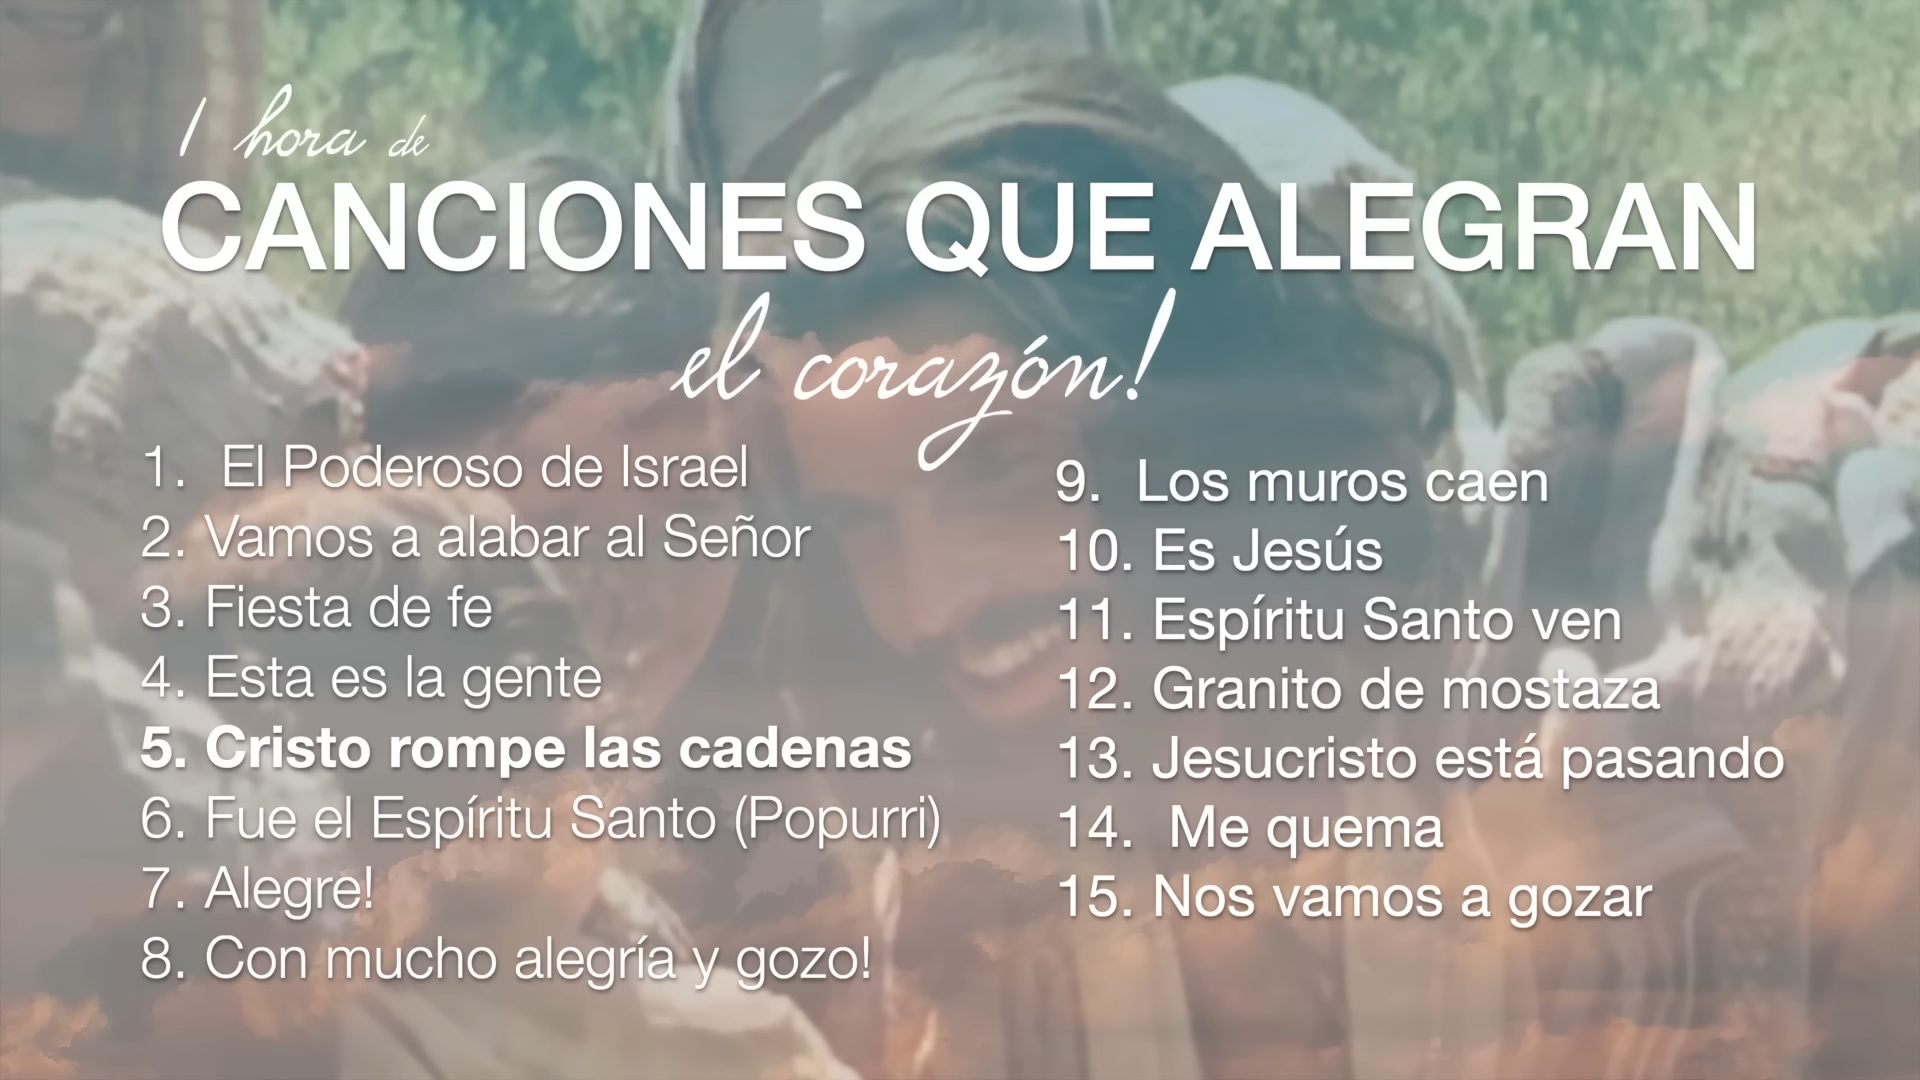 1 hora de
CANCIONES QUE ALEGRAN
el corazón!
1. El Poderoso de Israel
2. Vamos a alabar al Señor
3. Fiesta de fe
4. Esta es la gente
5. Cristo rompe las cadenas
6. Fue el Espíritu Santo (Popurri)
7. Alegre!
8. Con mucho alegría y gozo!
9. Los muros caen
10. Es Jesús
11. Espíritu Santo ven
12. Granito de mostaza
13. Jesucristo está pasando
14. Me quema
15. Nos vamos a gozar